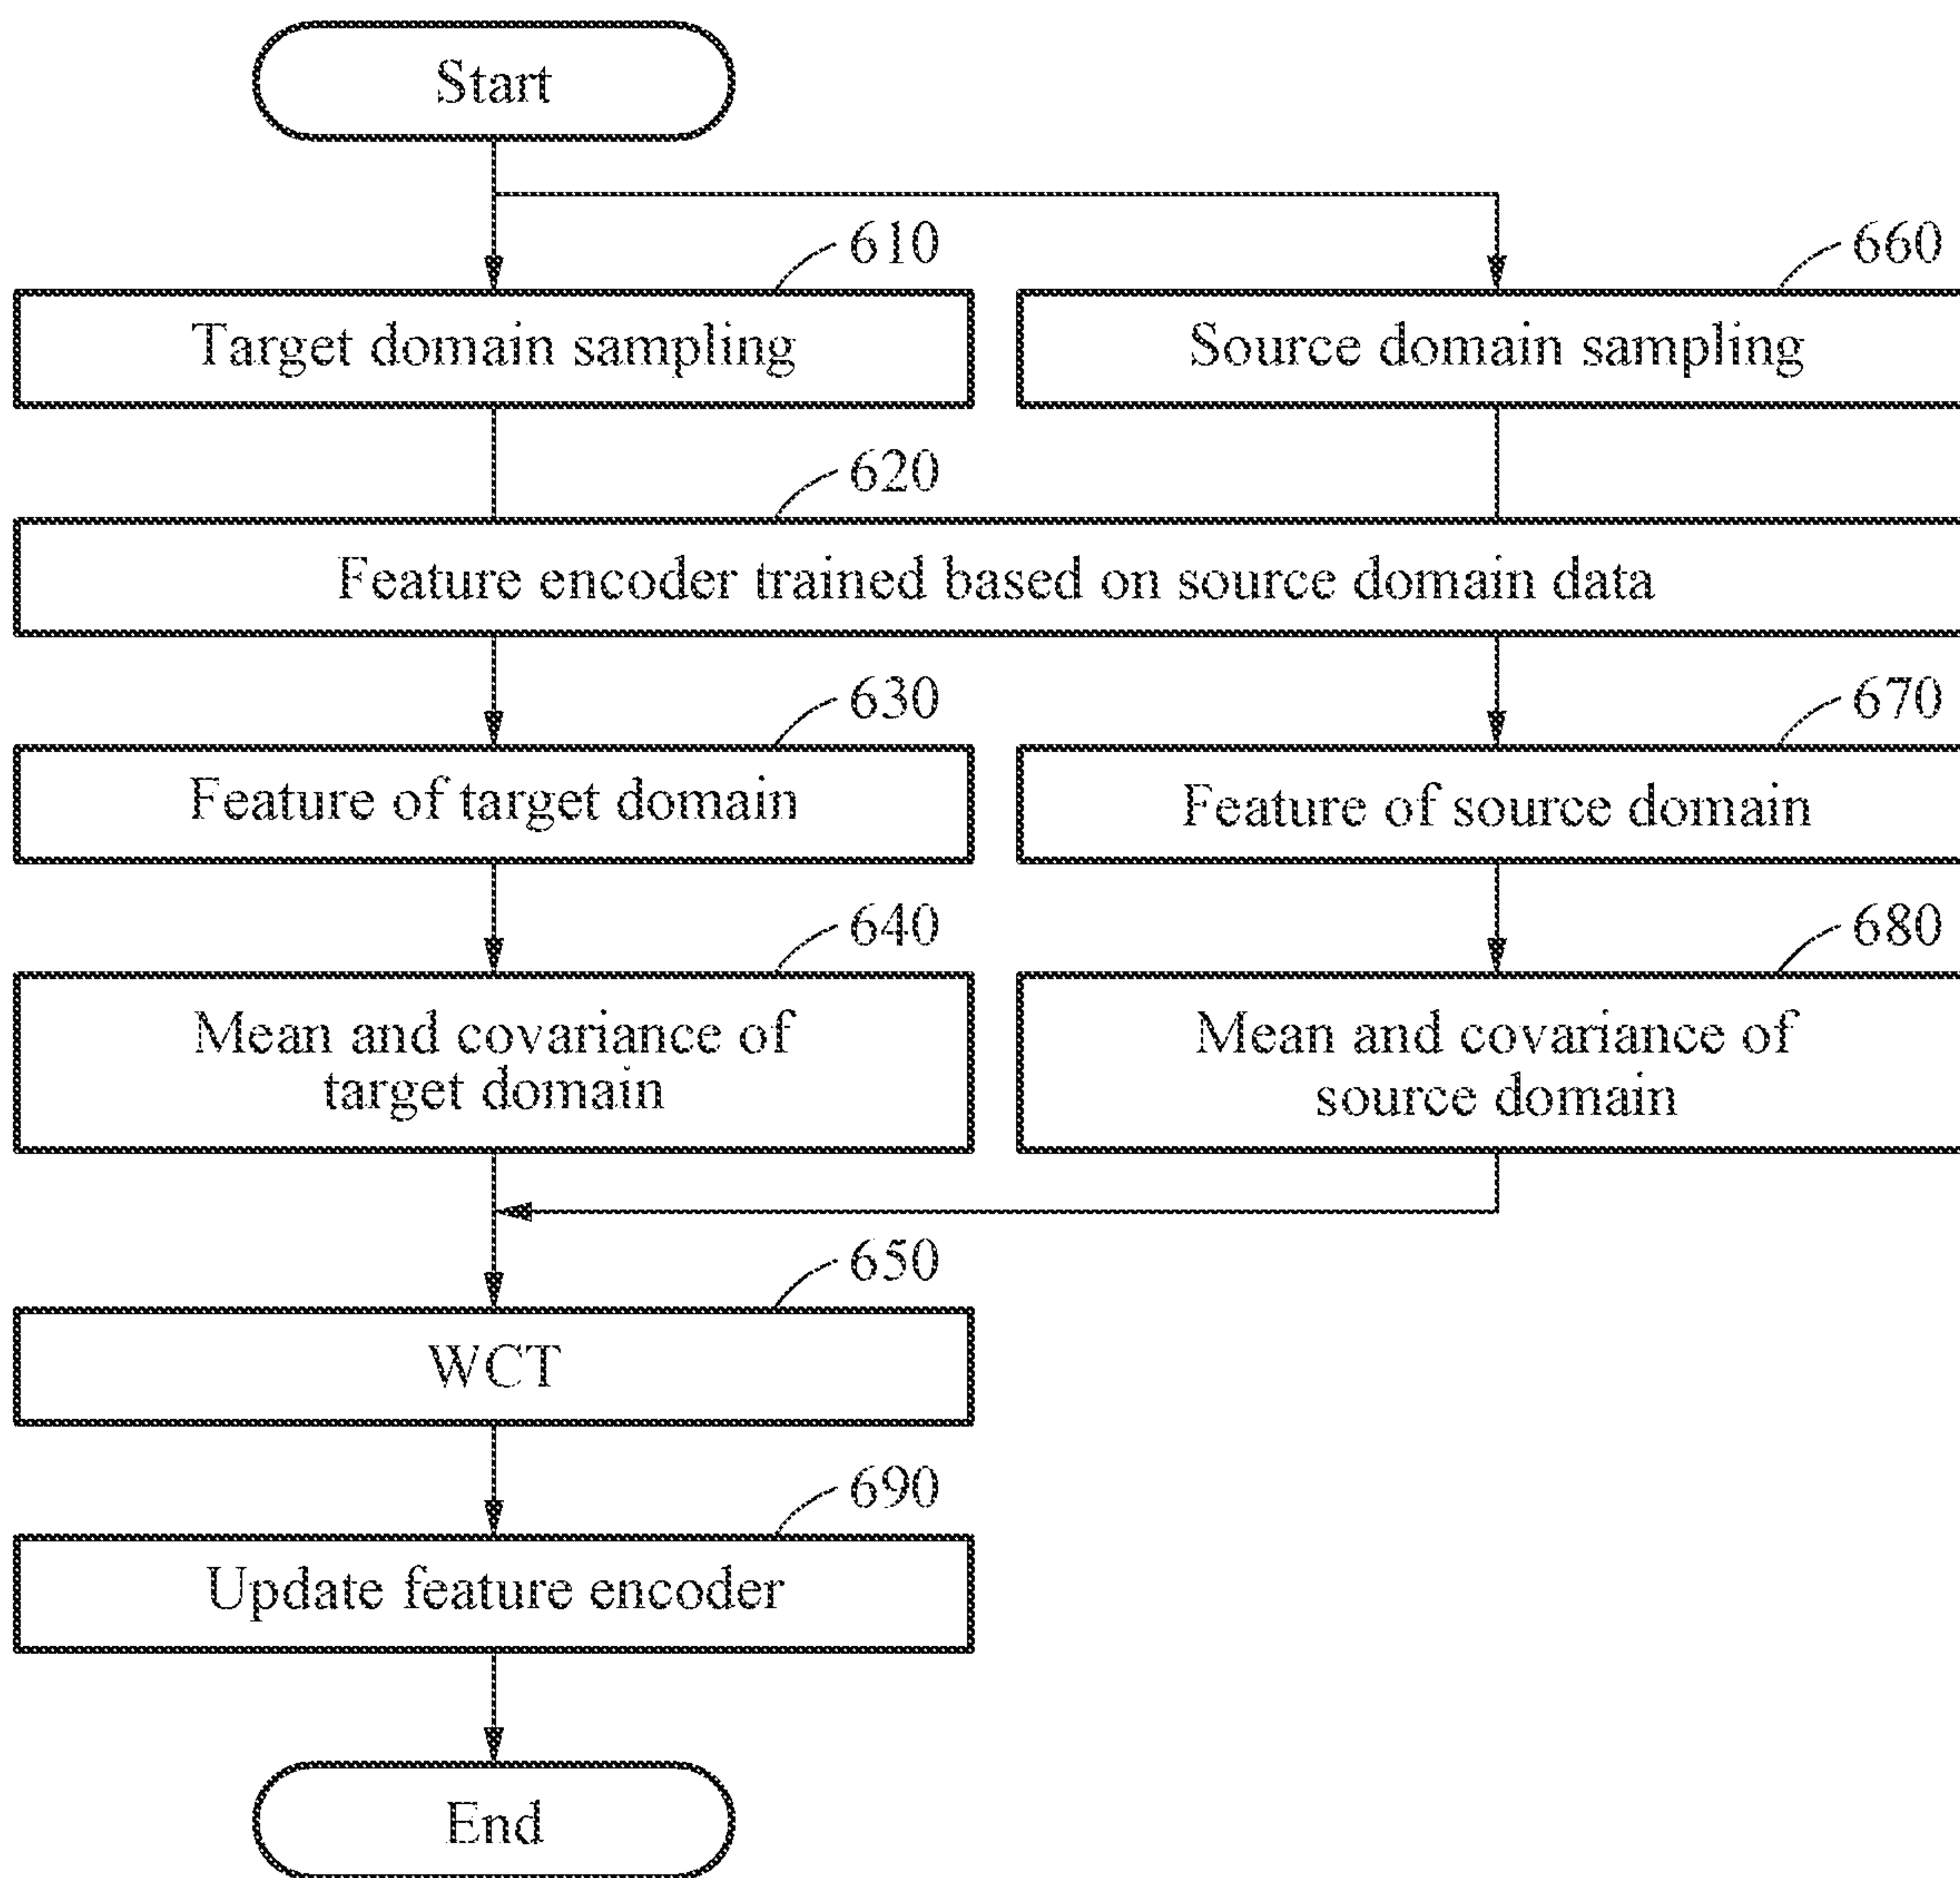 Start
610
660
Target domain sampling
Source domain sampling
620
Feature encoder trained based on source domain data
630
670
Feature of target domain
Feature of source domain
640
680
Mean and covariance of
target domain
Mean and covariance of
source domain
650
WCT
690
Update feature encoder
End